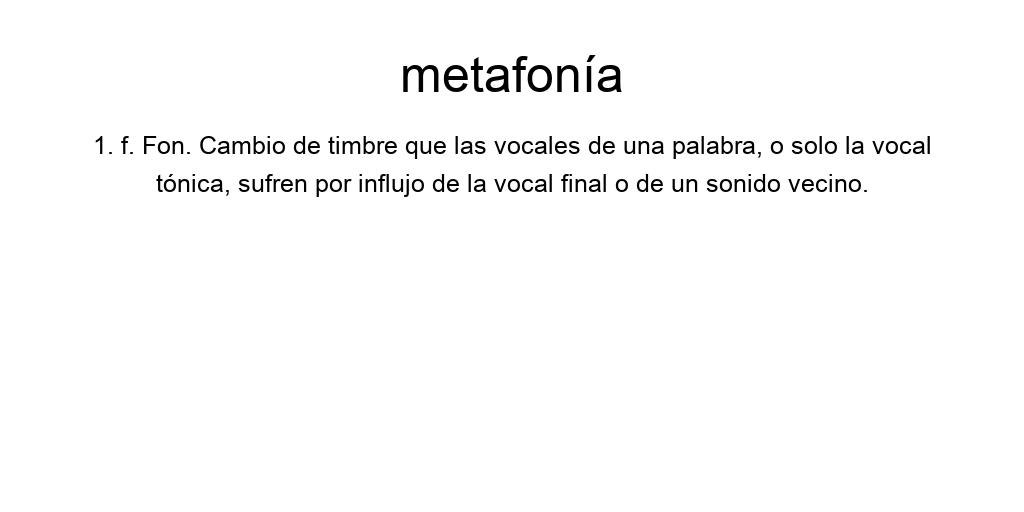 metafonía
1. f. Fon. Cambio de timbre que las vocales de una palabra, o solo la vocal
tónica, sufren por influjo de la vocal final o de un sonido vecino.